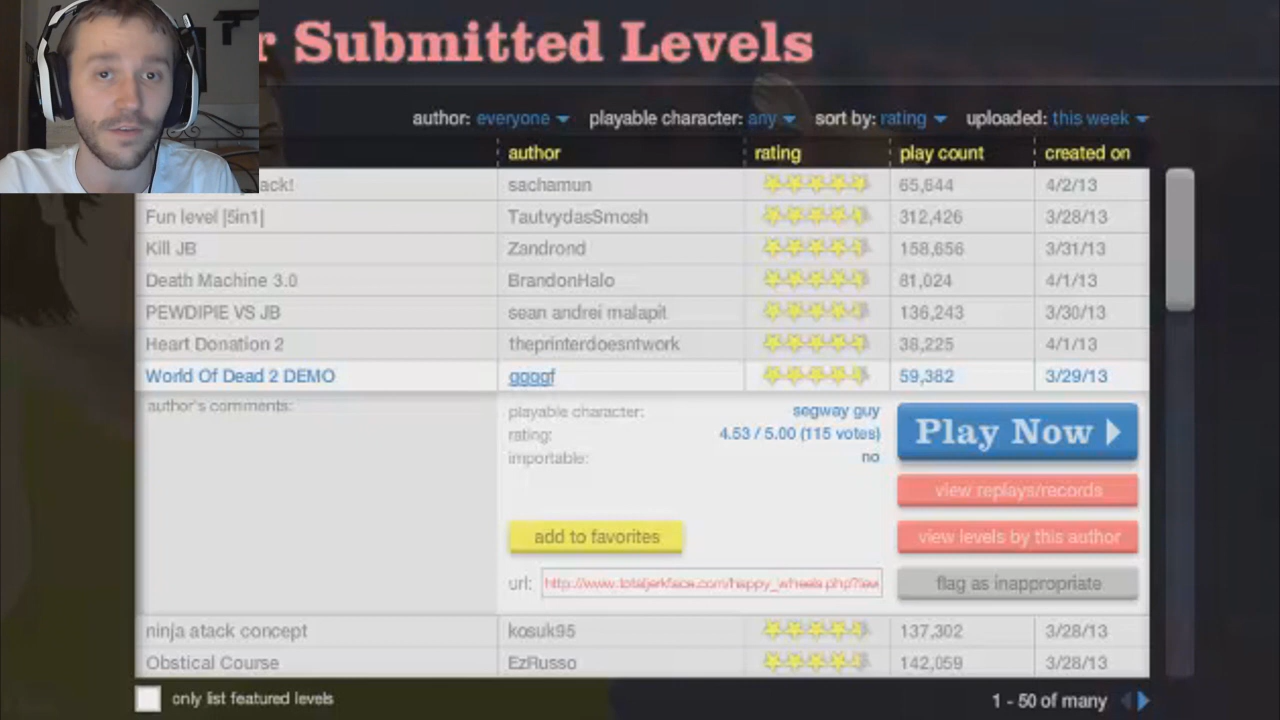 r Submitted Levels
author: everyone playable character: any sort by: rating uploaded: this week
author rating play count created on
ack! sachamun 65,644 4/2/13
Fun level |5in1| TautvydasSmosh 312,426 3/28/13
Kill JB Zandrond 158,656 3/31/13
Death Machine 3.0 BrandonHalo 81,024 4/1/13
PEWDIPIE VS JB sean andrei malapit 136,243 3/30/13
Heart Donation 2 theprinterdoesntwork 38,225 4/1/13
World Of Dead 2 DEMO 59,382 3/29/13
author's comments: playable character: segway guy
rating: 4.53 / 5.00 (115 votes)
importable: no
Play Now
view replays/records
add to favorites view levels by this author
url: http://www.totaljerkface.com/happy_wheels.php?lev flag as inappropriate
ninja atack concept kosuk95 137,302 3/28/13
Obstical Course EzRusso 142,059 3/28/13
only list featured levels 1 - 50 of many